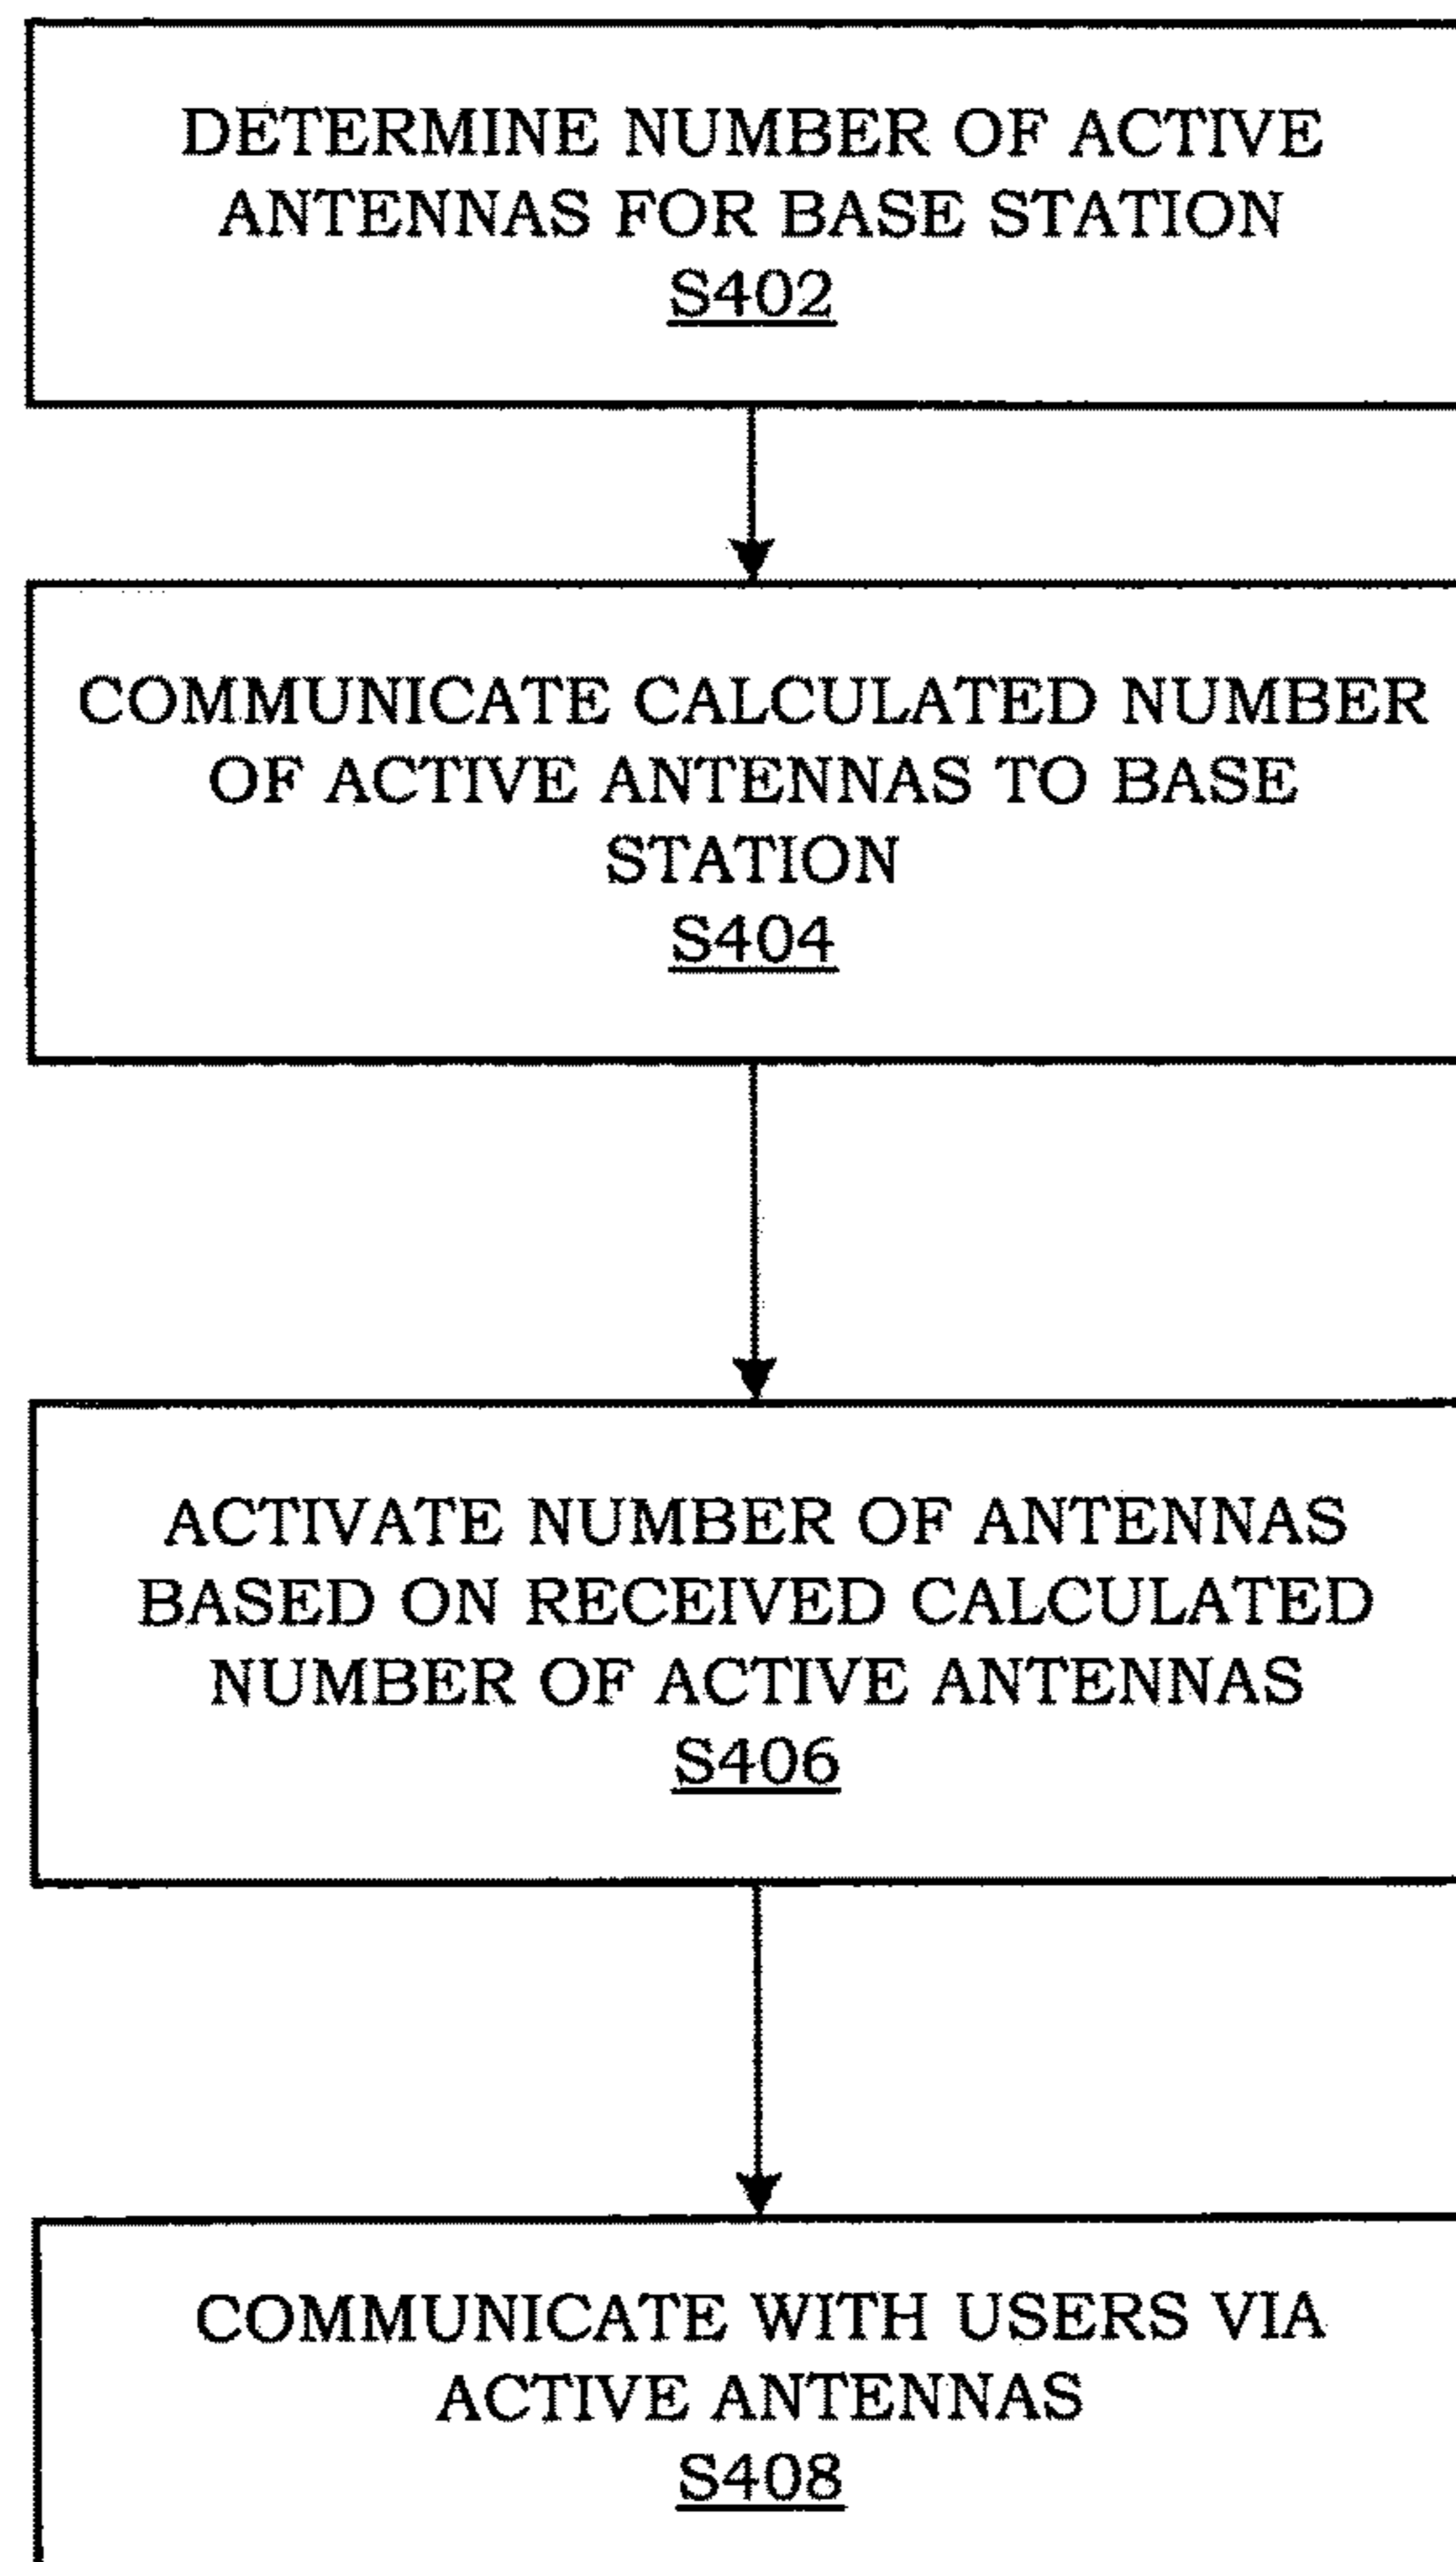 DETERMINE NUMBER OF ACTIVE
ANTENNAS FOR BASE STATION
S402
COMMUNICATE CALCULATED NUMBER
OF ACTIVE ANTENNAS TO BASE
STATION
S404
ACTIVATE NUMBER OF ANTENNAS
BASED ON RECEIVED CALCULATED
NUMBER OF ACTIVE ANTENNAS
S406
COMMUNICATE WITH USERS VIA
ACTIVE ANTENNAS
S408